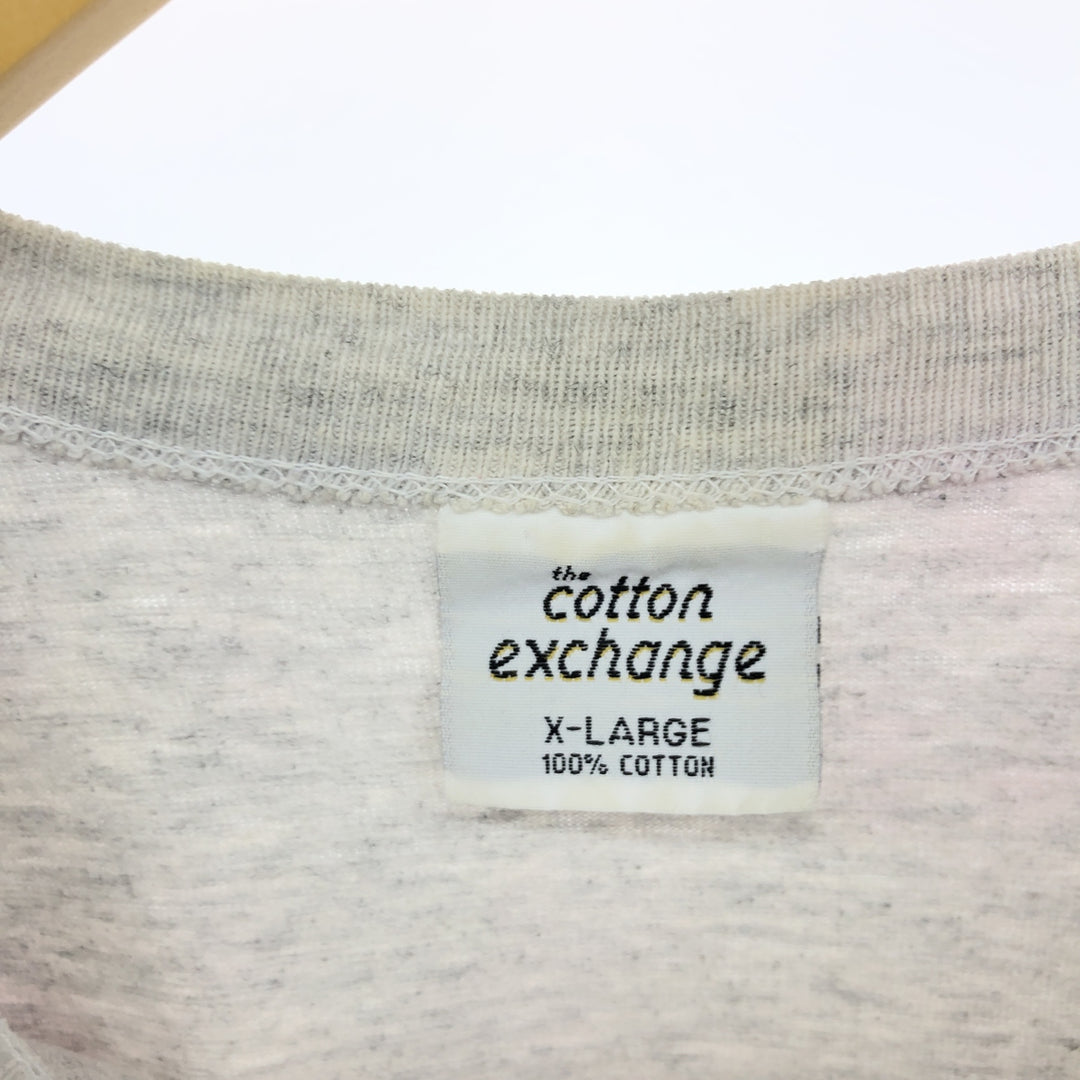 the
cotton
exchange
X-LARGE
100% COTTON